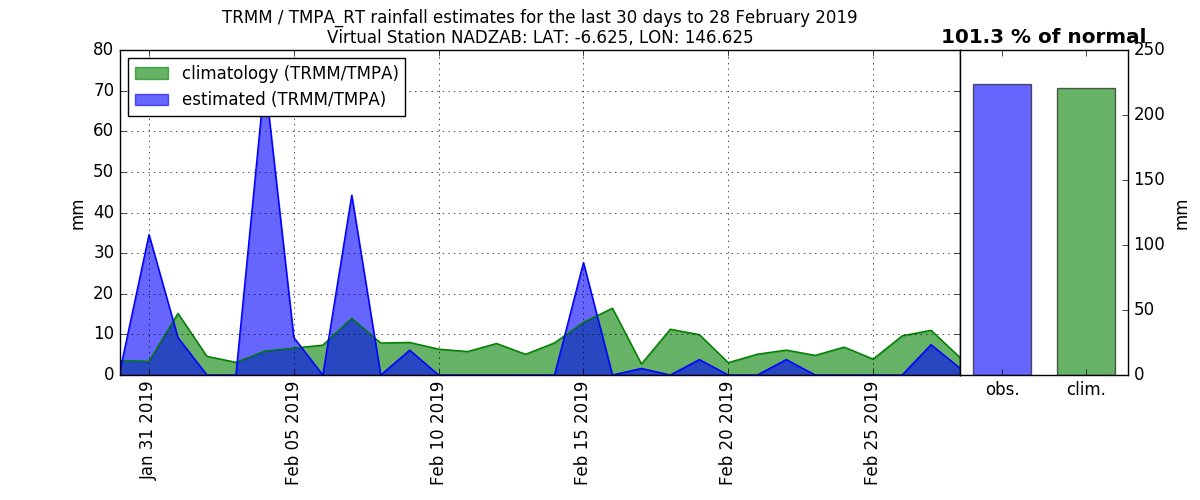 TRMM / TMPA_RT rainfall estimates for the last 30 days to 28 February 2019
Virtual Station NADZAB: LAT: -6.625, LON: 146.625
101.3 % of normal
climatology (TRMM/TMPA)
estimated (TRMM/TMPA)
80
70
60
50
40
30
20
10
0
mm
Jan 31 2019
Feb 05 2019
Feb 10 2019
Feb 15 2019
Feb 20 2019
Feb 25 2019
obs.
clim.
250
200
150
100
50
0
mm